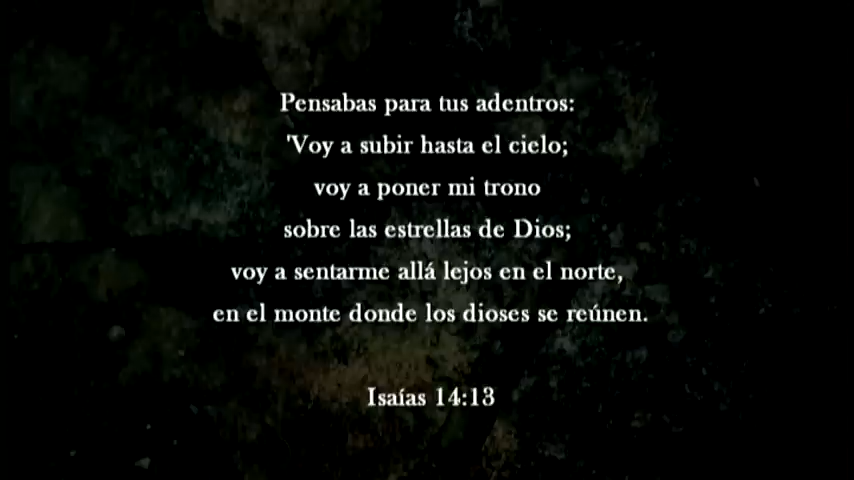 Pensabas para tus adentros:
'Voy a subir hasta el cielo;
voy a poner mi trono
sobre las estrellas de Dios;
voy a sentarme allá lejos en el norte,
en el monte donde los dioses se reúnen.
Isaías 14:13